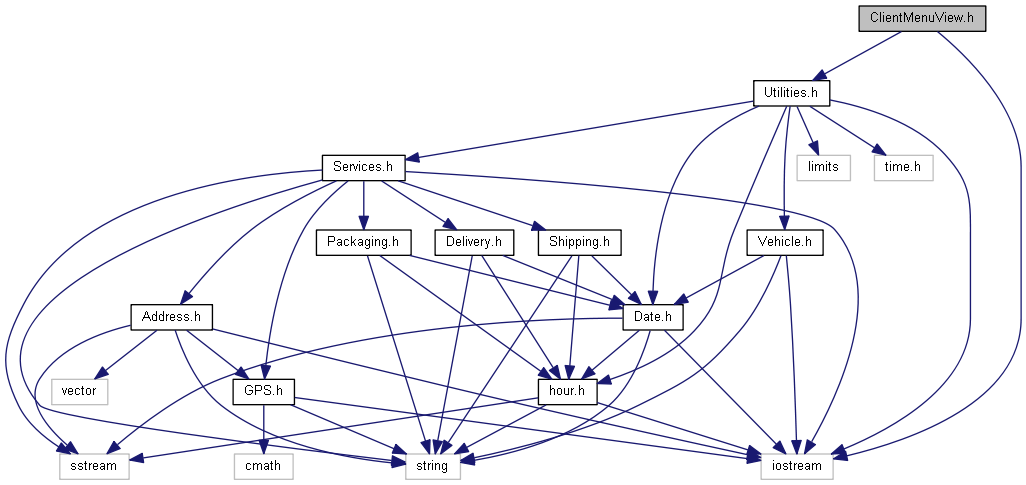 ClientMenuView.h
Utilities.h
Services.h
limits
time.h
Packaging.h
Delivery.h
Shipping.h
Vehicle.h
Address.h
Date.h
vector
GPS.h
hour.h
sstream
cmath
string
iostream